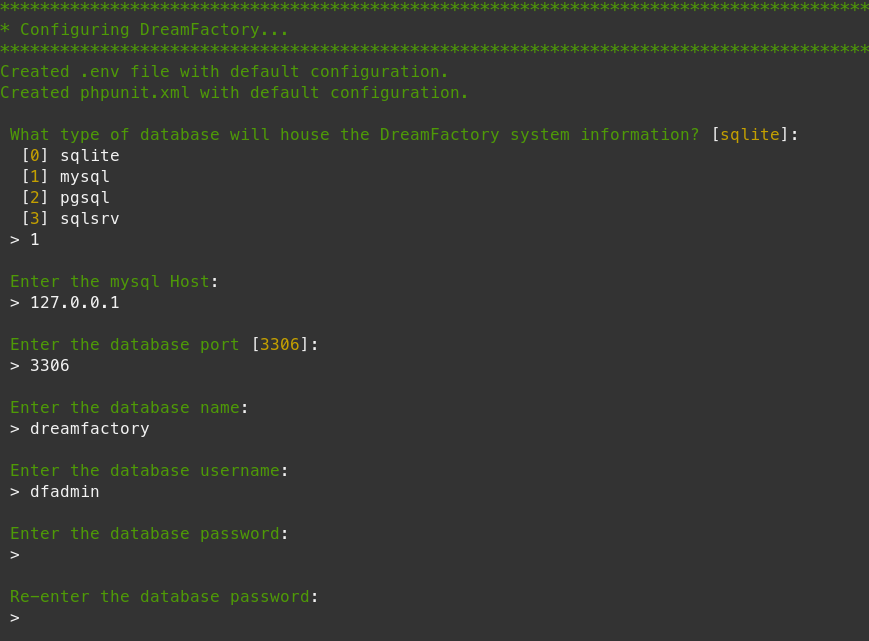 ***************************************************************************************
* Configuring DreamFactory...
***************************************************************************************
Created .env file with default configuration.
Created phpunit.xml with default configuration.
What type of database will house the DreamFactory system information? [sqlite]:
[0] sqlite
[1] mysql
[2] pgsql
[3] sqlsrv
> 1
Enter the mysql Host:
> 127.0.0.1
Enter the database port [3306]:
> 3306
Enter the database name:
> dreamfactory
Enter the database username:
> dfadmin
Enter the database password:
>
Re-enter the database password:
>